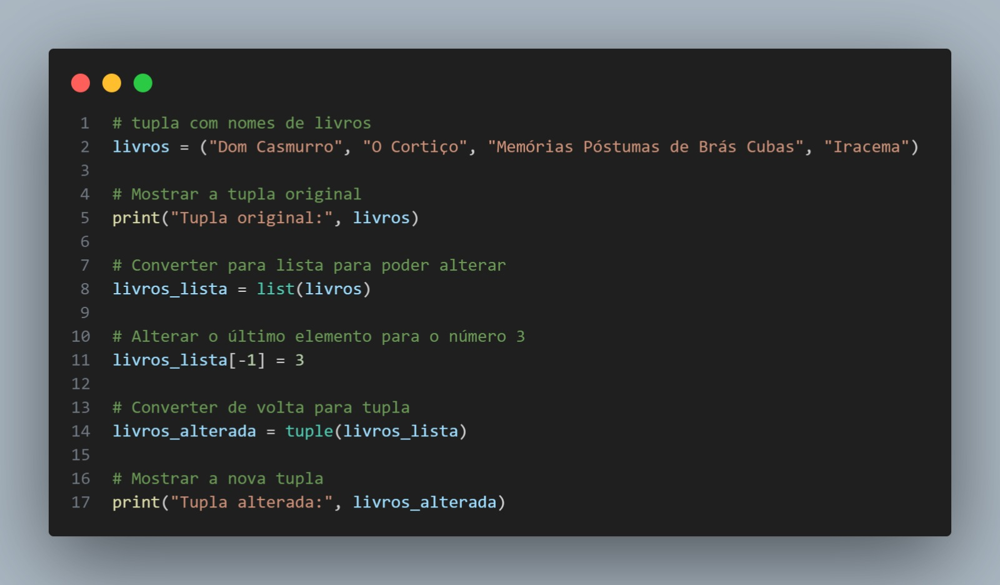 1 # tupla com nomes de livros
2 livros = ("Dom Casmurro", "O Cortiço", "Memórias Póstumas de Brás Cubas", "Iracema")
3
4 # Mostrar a tupla original
5 print("Tupla original:", livros)
6
7 # Converter para lista para poder alterar
8 livros_lista = list(livros)
9
10 # Alterar o último elemento para o número 3
11 livros_lista[-1] = 3
12
13 # Converter de volta para tupla
14 livros_alterada = tuple(livros_lista)
15
16 # Mostrar a nova tupla
17 print("Tupla alterada:", livros_alterada)